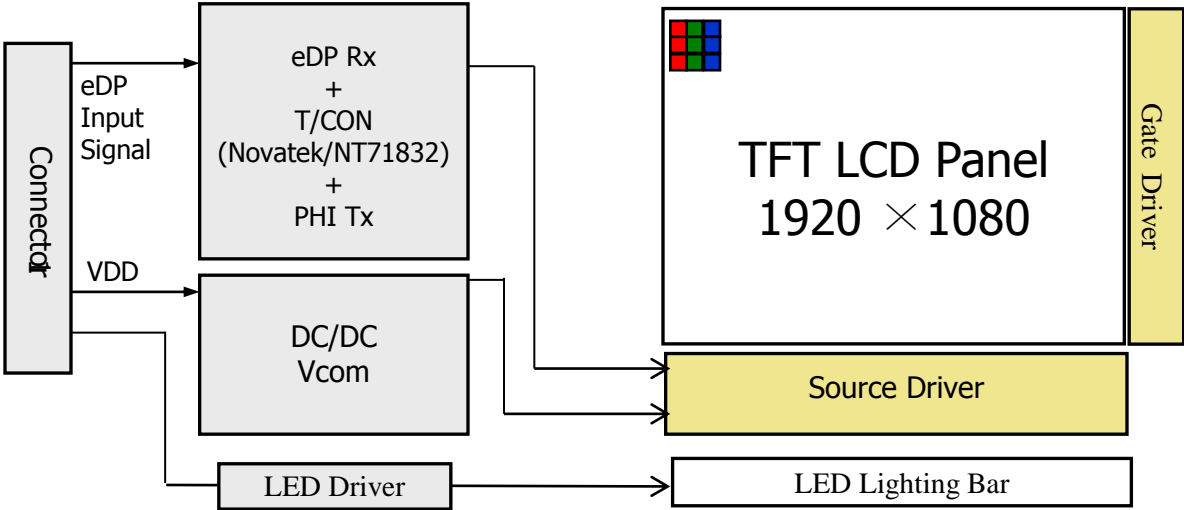 Connector
eDP
Input
Signal
VDD
eDP Rx
+
T/CON
(Novatek/NT71832)
+
PHI Tx
DC/DC
Vcom
LED Driver
TFT LCD Panel
1920 ×1080
Gate Driver
Source Driver
LED Lighting Bar